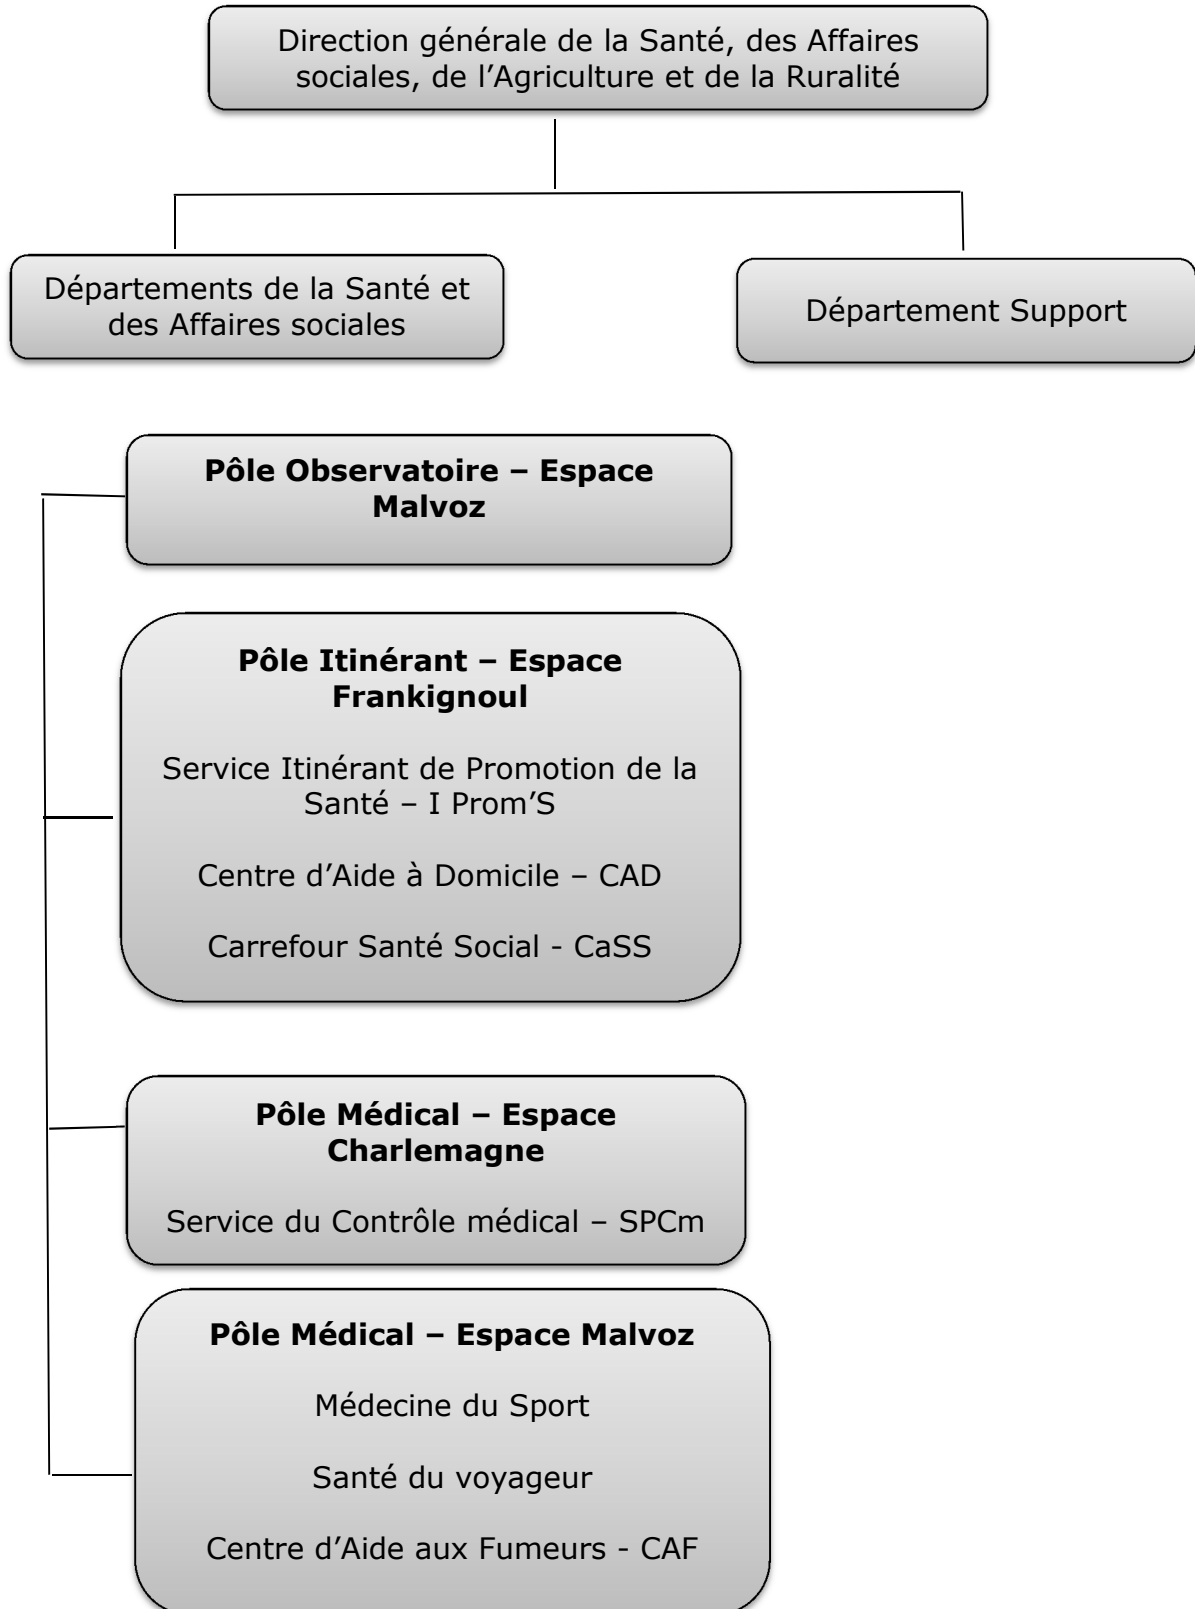 Direction générale de la Santé, des Affaires
sociales, de l’Agriculture et de la Ruralité
Départements de la Santé et
des Affaires sociales
Département Support
Pôle Observatoire – Espace
Malvoz
Pôle Itinérant – Espace
Frankignoul
Service Itinérant de Promotion de la
Santé – I Prom’S
Centre d’Aide à Domicile – CAD
Carrefour Santé Social - CaSS
Pôle Médical – Espace
Charlemagne
Service du Contrôle médical – SPCm
Pôle Médical – Espace Malvoz
Médecine du Sport
Santé du voyageur
Centre d’Aide aux Fumeurs - CAF